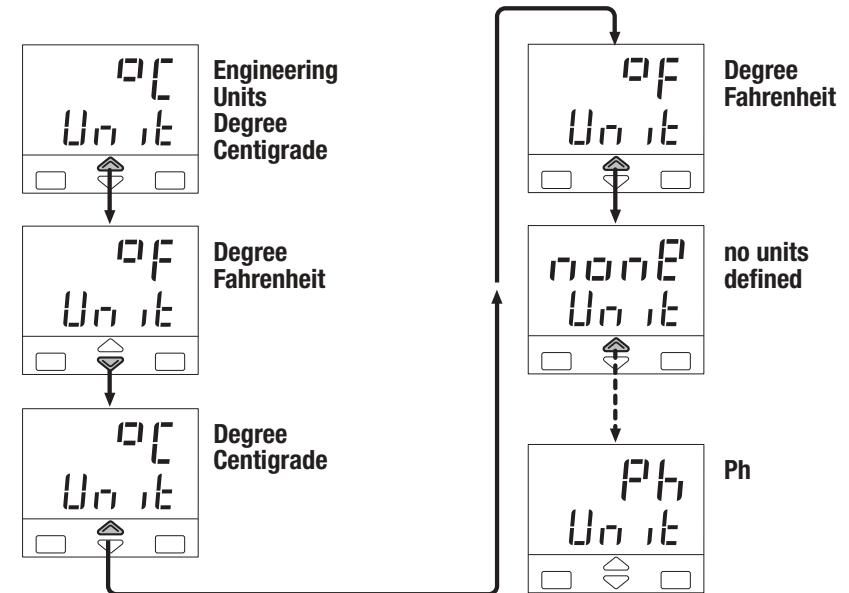 °C
Unit
Engineering
Units
Degree
Centigrade
°F
Unit
Degree
Fahrenheit
°C
Unit
Degree
Centigrade
°F
Unit
Degree
Fahrenheit
nonE
Unit
no units
defined
Ph
Unit
Ph